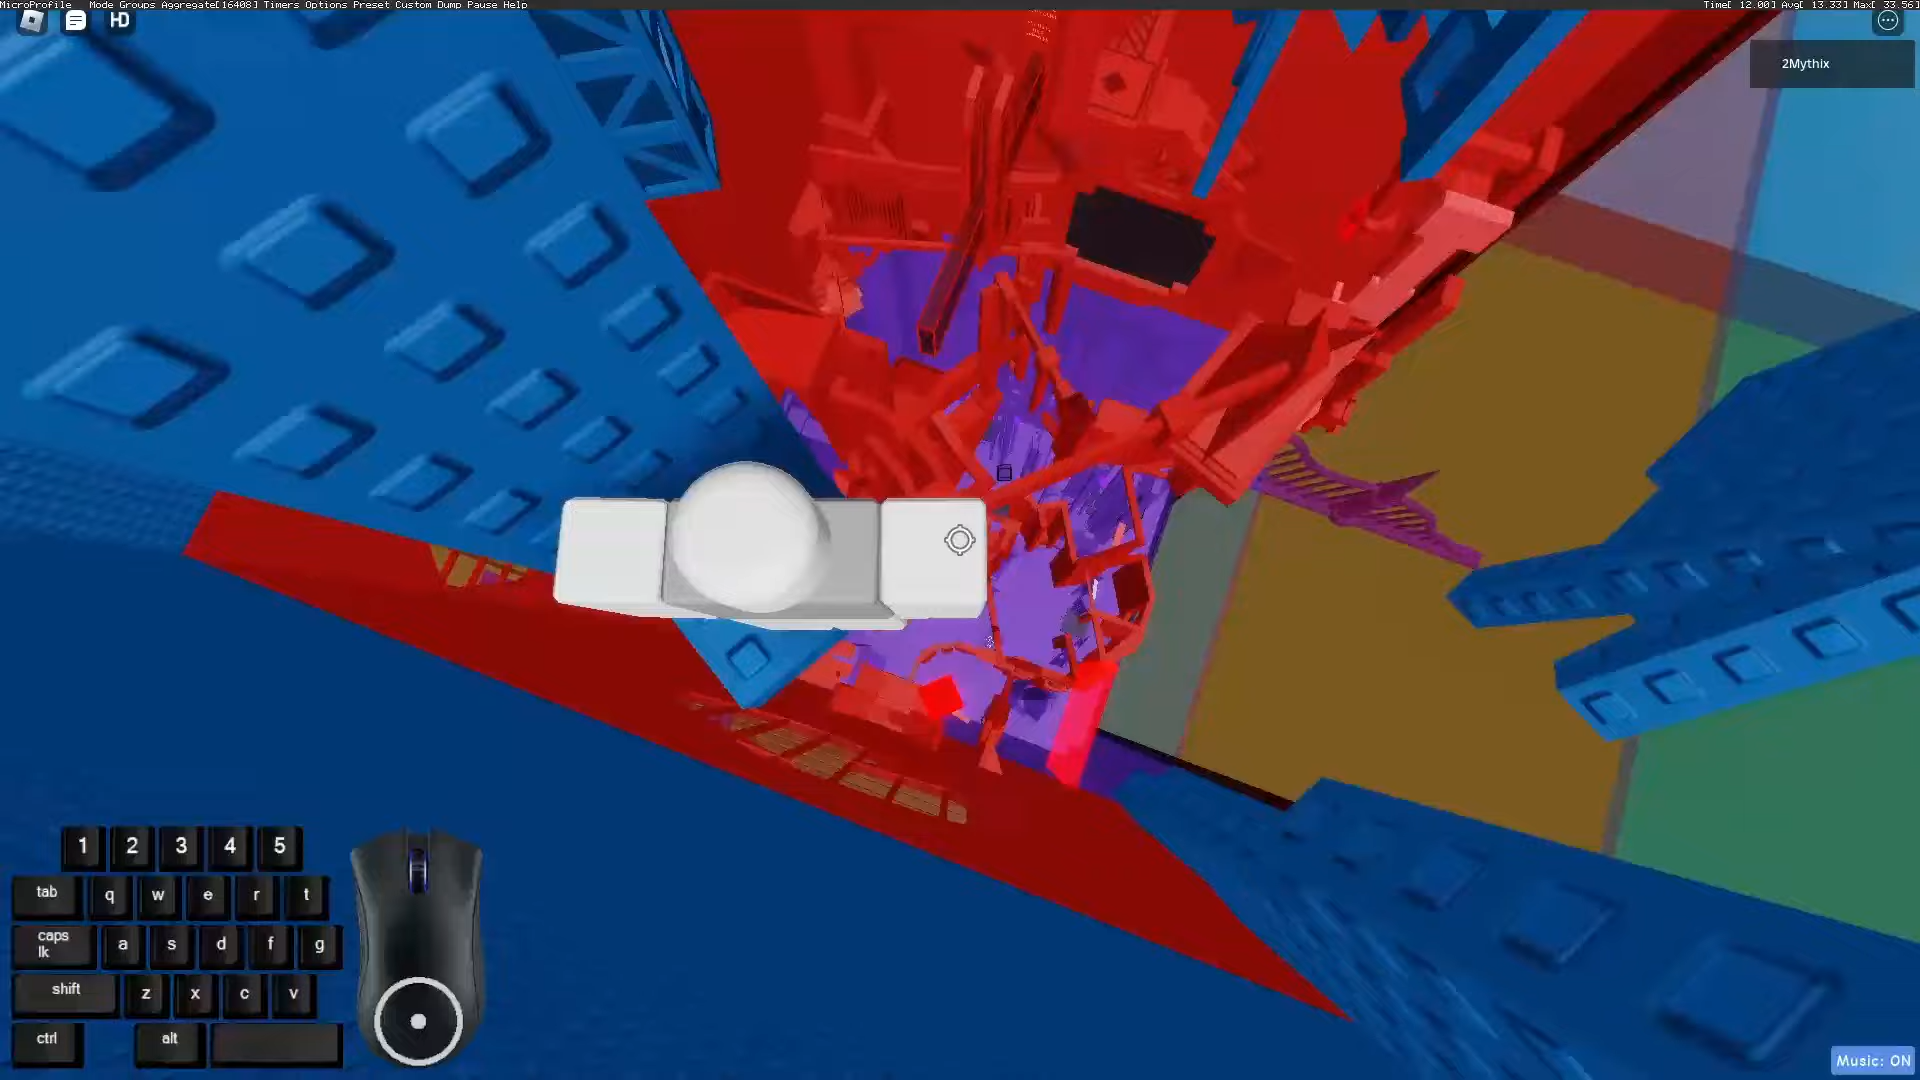 MicroProfile Mode Groups Aggregate[16408] Timers Options Preset Custom Dump Pause Help
Time[ 12.00] Avg[ 13.33] Max[ 33.56]
HD
2Mythix
1 2 3 4 5
tab q w e r t
caps lk a s d f g
shift z x c v
ctrl alt
Music: ON